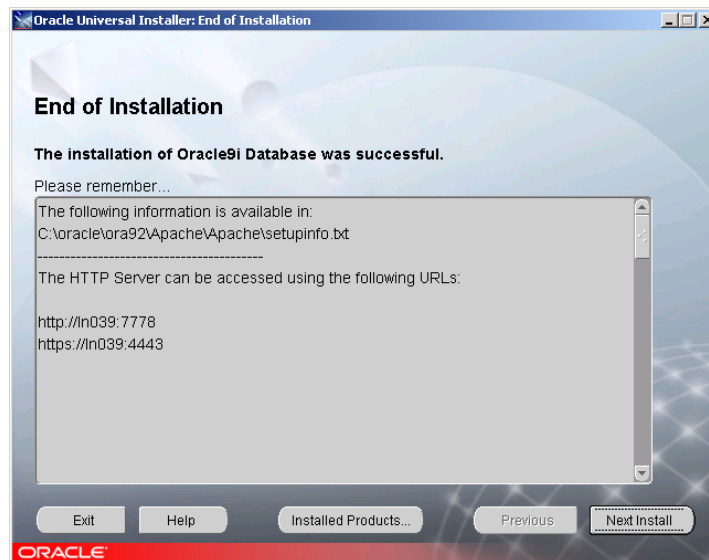 Oracle Universal Installer: End of Installation
End of Installation
The installation of Oracle9i Database was successful.
Please remember...
The following information is available in:
C:\oracle\ora92\Apache\Apache\setupinfo.txt
-----------------------------------------
The HTTP Server can be accessed using the following URLs:
http://ln039:7778
https://ln039:4443
Exit
Help
Installed Products...
Previous
Next Install
ORACLE